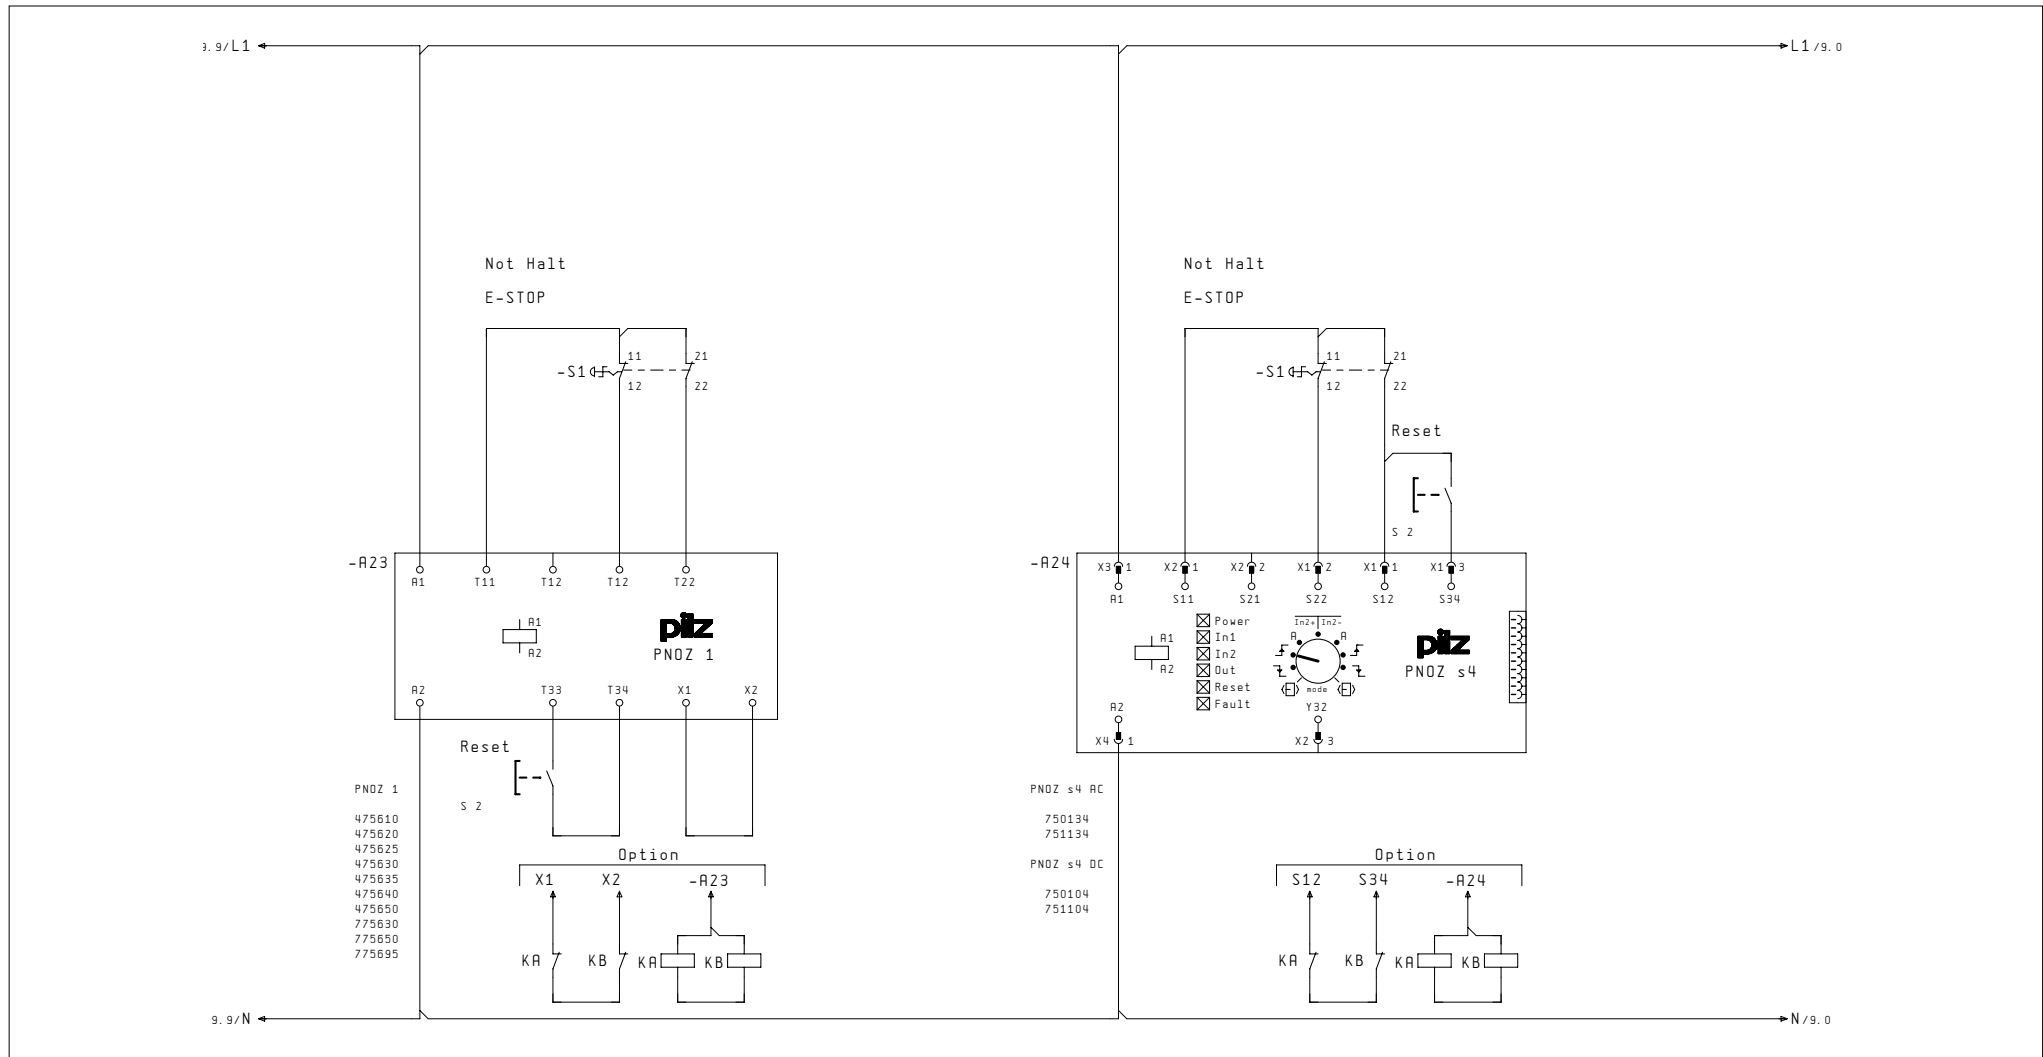 9.9/L1
L1/9.0
Not Halt
E-STOP
11
21
-S1
12
22
-A23
A1
T11
T12
T12
T22
A1
A2
pilz
PNOZ 1
A2
T33
T34
X1
X2
Reset
S 2
PNOZ 1
475610
475620
475625
475630
475635
475640
475650
775630
775650
775695
Option
X1
X2
-A23
KA
KB
KA
KB
Not Halt
E-STOP
11
21
-S1
12
22
Reset
S 2
-A24
X3 1
X2 1
X2 2
X1 2
X1 1
X1 3
A1
S11
S21
S22
S12
S34
A1
A2
Power
In1
In2
Out
Reset
Fault
In2+ In2-
A
A
mode
pilz
PNOZ s4
A2
Y32
X4 1
X2 3
PNOZ s4 AC
750134
751134
PNOZ s4 DC
750104
751104
Option
S12
S34
-A24
KA
KB
KA
KB
9.9/N
N/9.0